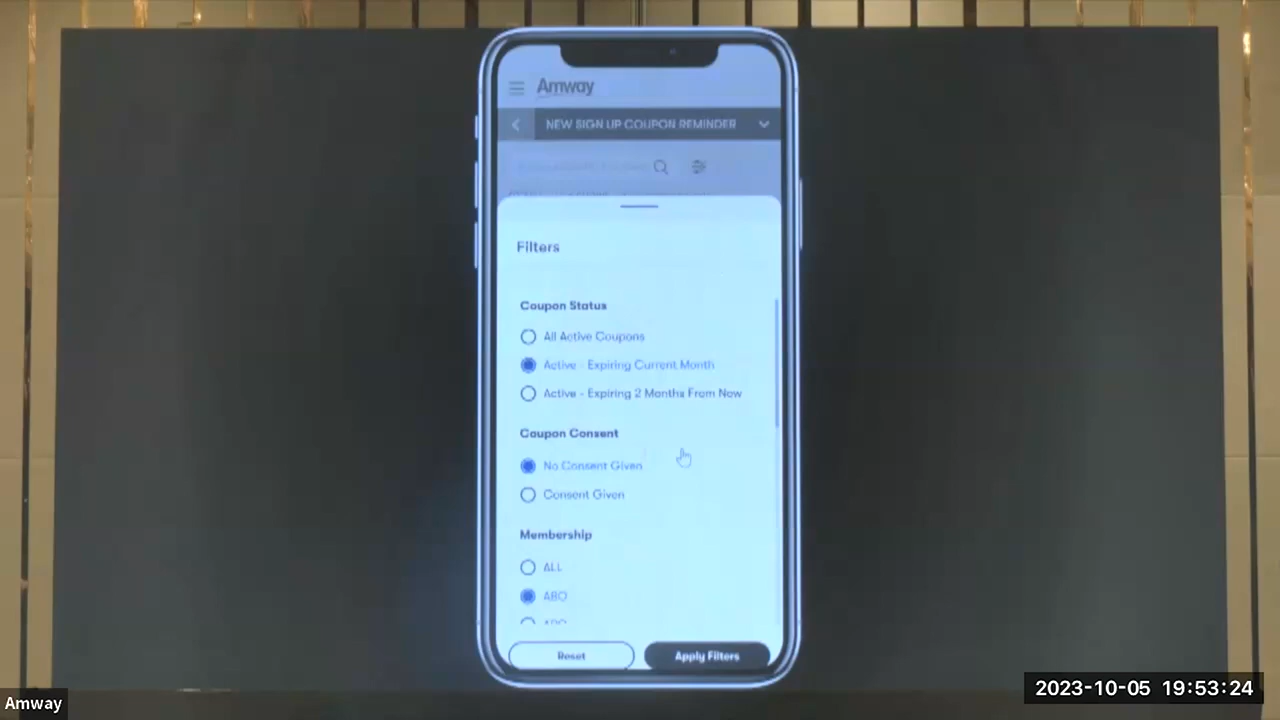 Amway
NEW SIGN UP COUPON REMINDER
Filters
Coupon Status
All Active Coupons
Active - Expiring Current Month
Active - Expiring 2 Months From Now
Coupon Consent
No Consent Given
Consent Given
Membership
ALL
ABO
Reset
Apply Filters
2023-10-05 19:53:24
Amway